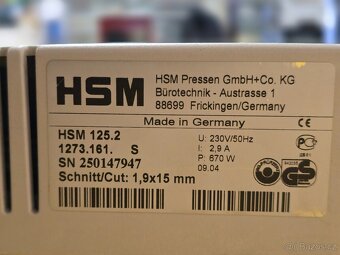 HSM
HSM Pressen GmbH+Co. KG
Bürotechnik - Austrasse 1
88699 Frickingen/Germany
Made in Germany
HSM 125.2
1273.161. S
SN 250147947
Schnitt/Cut: 1,9x15 mm
U: 230V/50Hz
I: 2,9 A
P: 670 W
09.04
GS